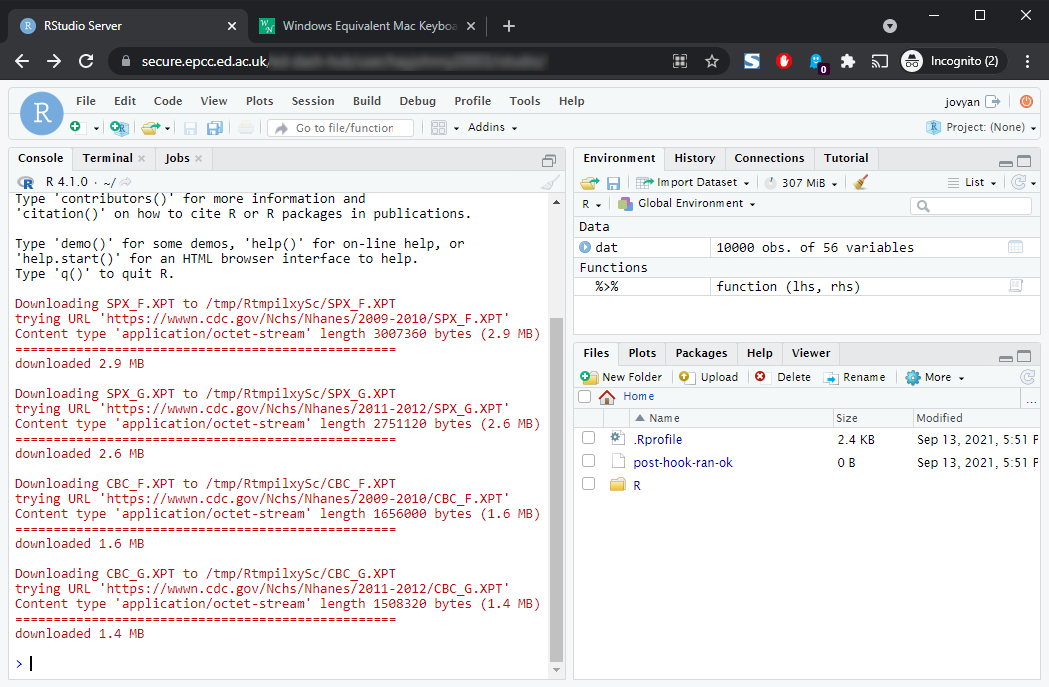 RStudio Server
Windows Equivalent Mac Keyboa
secure.epcc.ed.ac.uk/
0
Incognito (2)
R
File Edit Code View Plots Session Build Debug Profile Tools Help
jovyan
Go to file/function
Addins
Project: (None)
Console Terminal Jobs
R 4.1.0 · ~/
Type 'contributors()' for more information and
'citation()' on how to cite R or R packages in publications.
Type 'demo()' for some demos, 'help()' for on-line help, or
'help.start()' for an HTML browser interface to help.
Type 'q()' to quit R.
Downloading SPX_F.XPT to /tmp/RtmpilxySc/SPX_F.XPT
trying URL 'https://wwwn.cdc.gov/Nchs/Nhanes/2009-2010/SPX_F.XPT'
Content type 'application/octet-stream' length 3007360 bytes (2.9 MB)
==================================================
downloaded 2.9 MB
Downloading SPX_G.XPT to /tmp/RtmpilxySc/SPX_G.XPT
trying URL 'https://wwwn.cdc.gov/Nchs/Nhanes/2011-2012/SPX_G.XPT'
Content type 'application/octet-stream' length 2751120 bytes (2.6 MB)
==================================================
downloaded 2.6 MB
Downloading CBC_F.XPT to /tmp/RtmpilxySc/CBC_F.XPT
trying URL 'https://wwwn.cdc.gov/Nchs/Nhanes/2009-2010/CBC_F.XPT'
Content type 'application/octet-stream' length 1656000 bytes (1.6 MB)
==================================================
downloaded 1.6 MB
Downloading CBC_G.XPT to /tmp/RtmpilxySc/CBC_G.XPT
trying URL 'https://wwwn.cdc.gov/Nchs/Nhanes/2011-2012/CBC_G.XPT'
Content type 'application/octet-stream' length 1508320 bytes (1.4 MB)
==================================================
downloaded 1.4 MB
>
Environment History Connections Tutorial
Import Dataset 307 MiB List
R Global Environment
Data
dat 10000 obs. of 56 variables
Functions
%>% function (lhs, rhs)
Files Plots Packages Help Viewer
New Folder Upload Delete Rename More
Home ...
Name Size Modified
.Rprofile 2.4 KB Sep 13, 2021, 5:51 P
post-hook-ran-ok 0 B Sep 13, 2021, 5:51 P
R